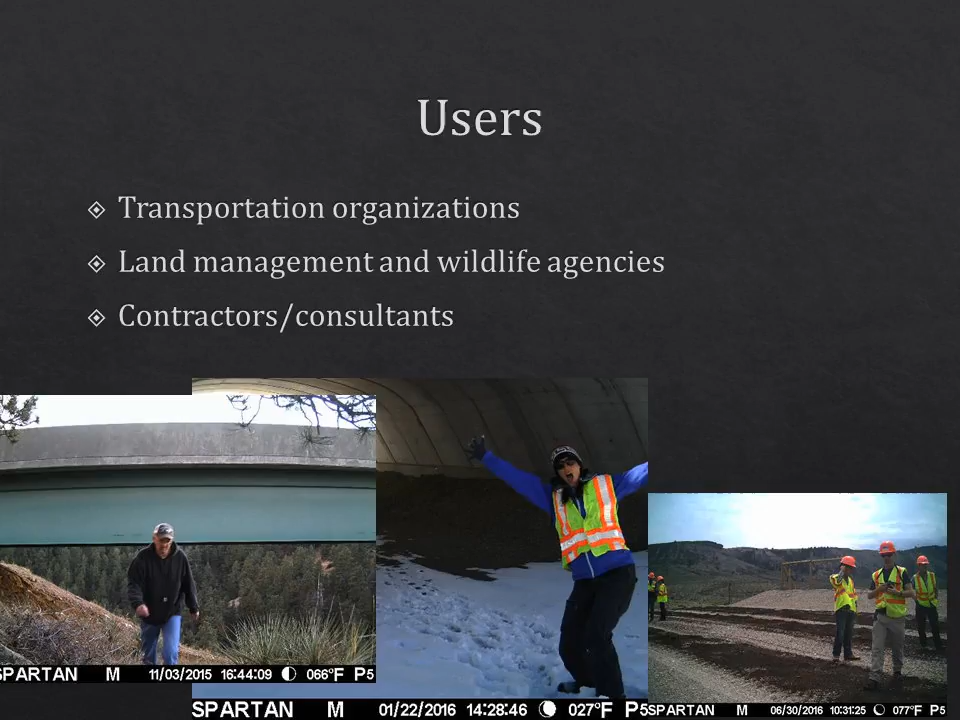 Users
Transportation organizations
Land management and wildlife agencies
Contractors/consultants
SPARTAN M 11/03/2015 16:44:09 066°F P5
SPARTAN M 01/22/2016 14:28:46 027°F P5
SPARTAN M 06/30/2016 10:31:25 077°F P5